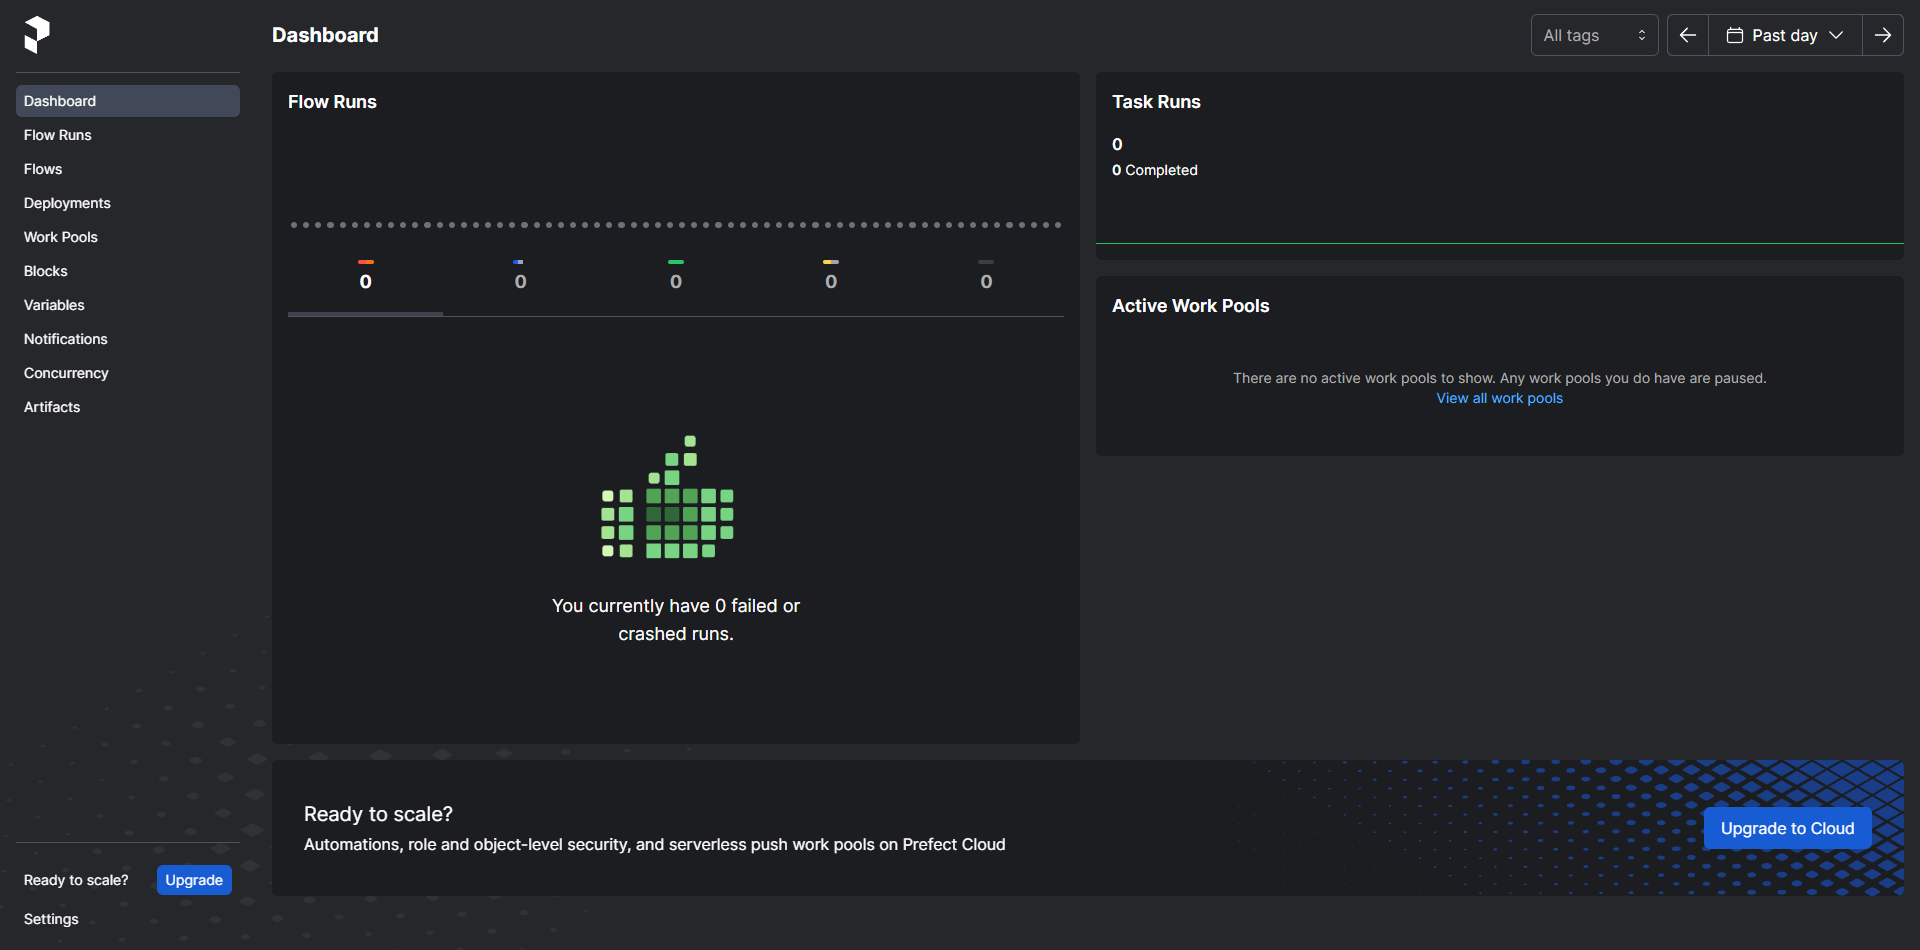 Dashboard
Flow Runs
Flows
Deployments
Work Pools
Blocks
Variables
Notifications
Concurrency
Artifacts
Ready to scale?
Upgrade
Settings
Dashboard
All tags
Past day
Flow Runs
0
0
0
0
0
You currently have 0 failed or
crashed runs.
Task Runs
0
0 Completed
Active Work Pools
There are no active work pools to show. Any work pools you do have are paused.
View all work pools
Ready to scale?
Automations, role and object-level security, and serverless push work pools on Prefect Cloud
Upgrade to Cloud